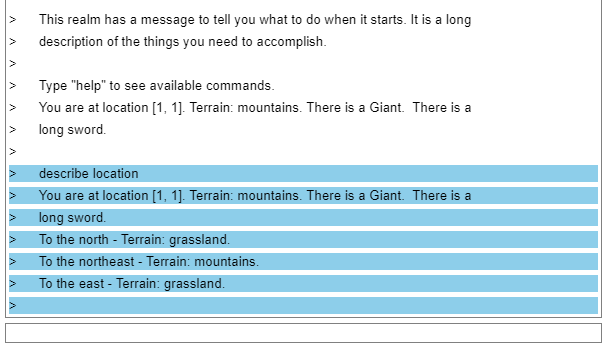 > This realm has a message to tell you what to do when it starts. It is a long
> description of the things you need to accomplish.
>
> Type "help" to see available commands.
> You are at location [1, 1]. Terrain: mountains. There is a Giant.  There is a
> long sword.
>
> describe location
> You are at location [1, 1]. Terrain: mountains. There is a Giant.  There is a
> long sword.
> To the north - Terrain: grassland.
> To the northeast - Terrain: mountains.
> To the east - Terrain: grassland.
>